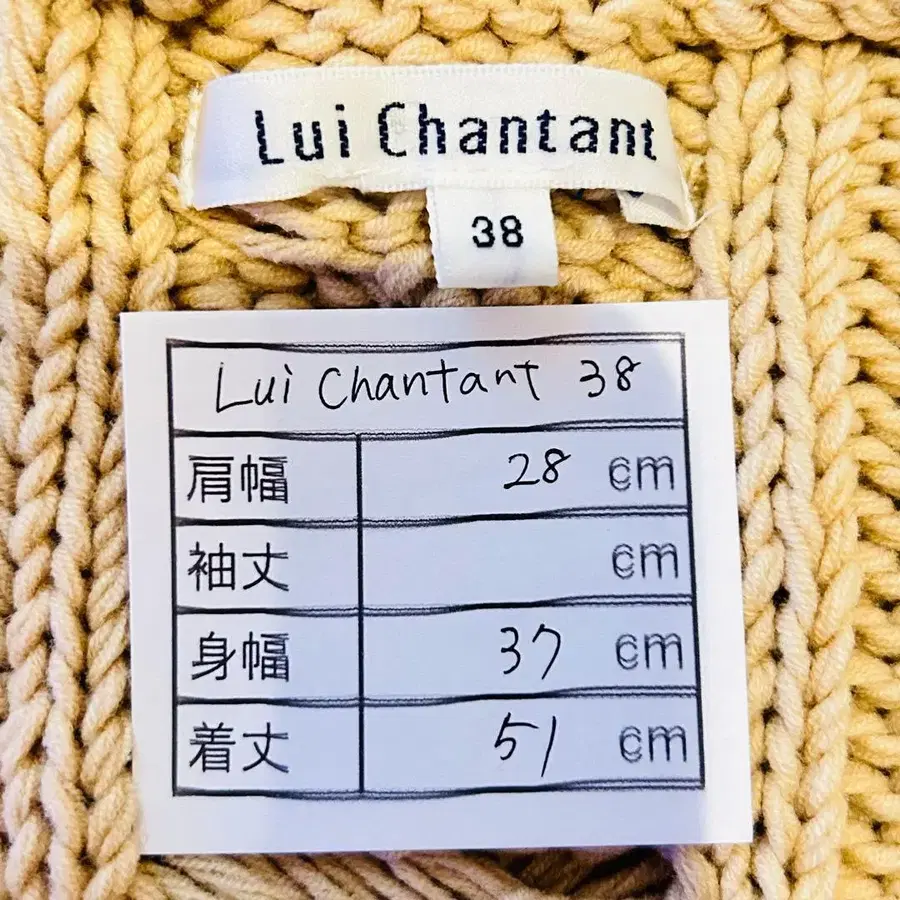 Lui Chantant
38
Lui Chantant 38
肩幅 28 cm
袖丈 cm
身幅 37 cm
着丈 51 cm